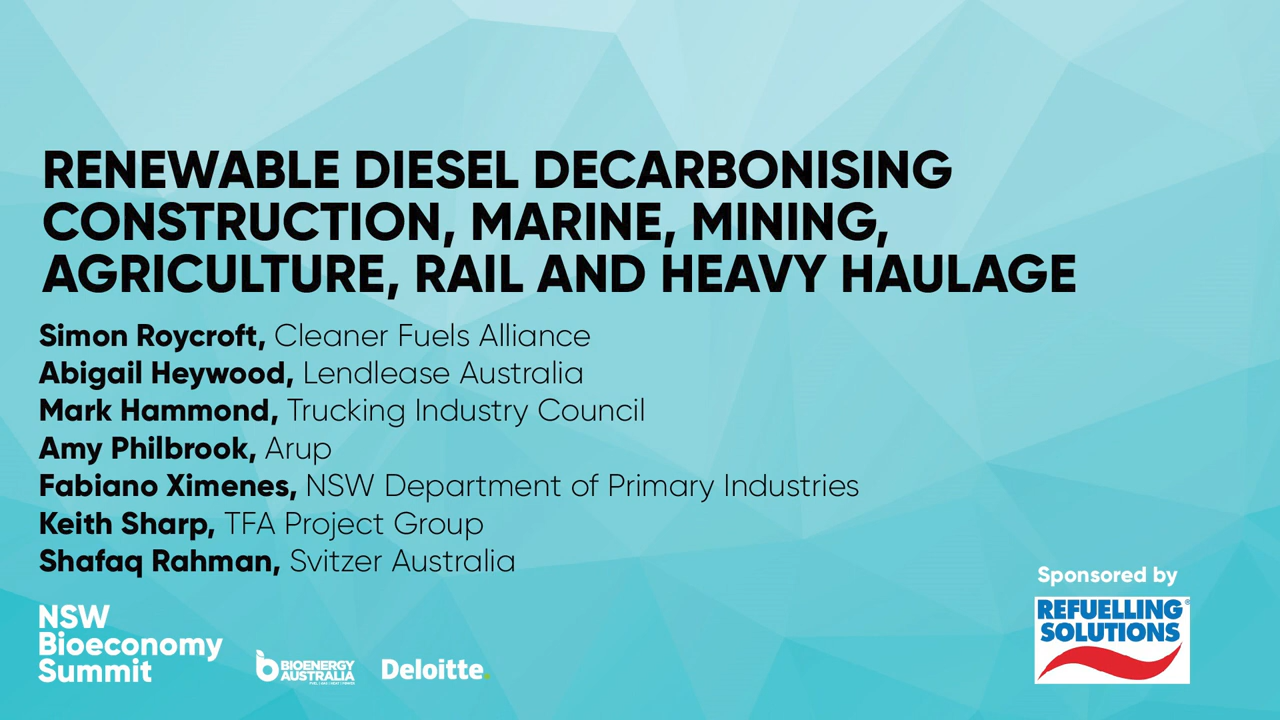 RENEWABLE DIESEL DECARBONISING
CONSTRUCTION, MARINE, MINING,
AGRICULTURE, RAIL AND HEAVY HAULAGE
Simon Roycroft, Cleaner Fuels Alliance
Abigail Heywood, Lendlease Australia
Mark Hammond, Trucking Industry Council
Amy Philbrook, Arup
Fabiano Ximenes, NSW Department of Primary Industries
Keith Sharp, TFA Project Group
Shafaq Rahman, Svitzer Australia
NSW
Bioeconomy
Summit
BIOENERGY
AUSTRALIA
Deloitte.
Sponsored by
REFUELLING
SOLUTIONS